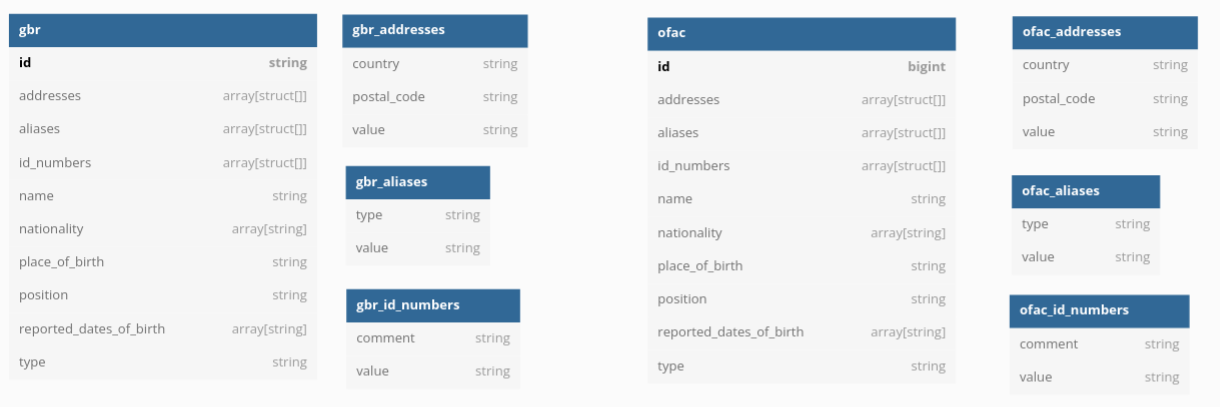 gbr
id string
addresses array[struct[]]
aliases array[struct[]]
id_numbers array[struct[]]
name string
nationality array[string]
place_of_birth string
position string
reported_dates_of_birth array[string]
type string
gbr_addresses
country string
postal_code string
value string
gbr_aliases
type string
value string
gbr_id_numbers
comment string
value string
ofac
id bigint
addresses array[struct[]]
aliases array[struct[]]
id_numbers array[struct[]]
name string
nationality array[string]
place_of_birth string
position string
reported_dates_of_birth array[string]
type string
ofac_addresses
country string
postal_code string
value string
ofac_aliases
type string
value string
ofac_id_numbers
comment string
value string